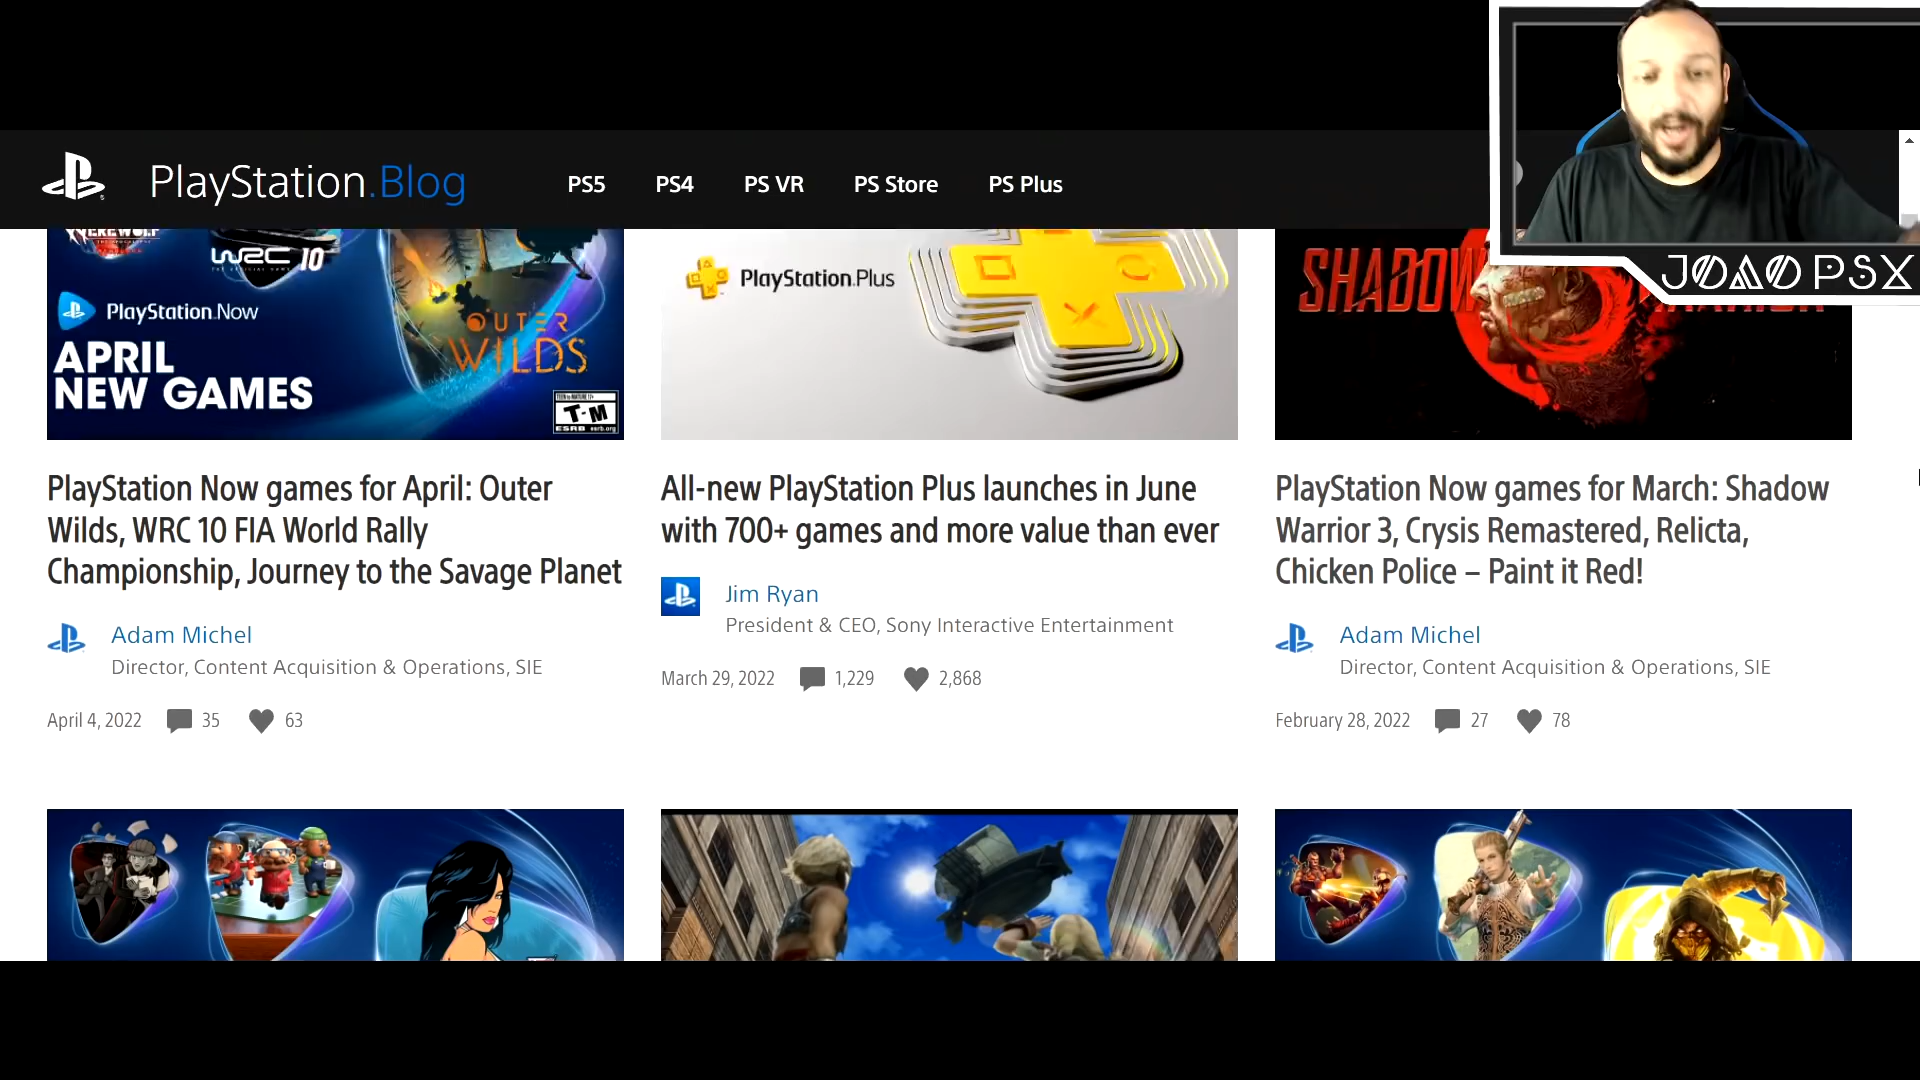 PlayStation.Blog
PS5
PS4
PS VR
PS Store
PS Plus
JOAO PSX
WEREWOLF
WRC 10
PlayStation.Now
OUTER
WILDS
APRIL
NEW GAMES
T-M
ESRB esrb.org
PlayStation.Plus
SHADOW
PlayStation Now games for April: Outer
Wilds, WRC 10 FIA World Rally
Championship, Journey to the Savage Planet
Adam Michel
Director, Content Acquisition & Operations, SIE
April 4, 2022
35
63
All-new PlayStation Plus launches in June
with 700+ games and more value than ever
Jim Ryan
President & CEO, Sony Interactive Entertainment
March 29, 2022
1,229
2,868
PlayStation Now games for March: Shadow
Warrior 3, Crysis Remastered, Relicta,
Chicken Police – Paint it Red!
Adam Michel
Director, Content Acquisition & Operations, SIE
February 28, 2022
27
78